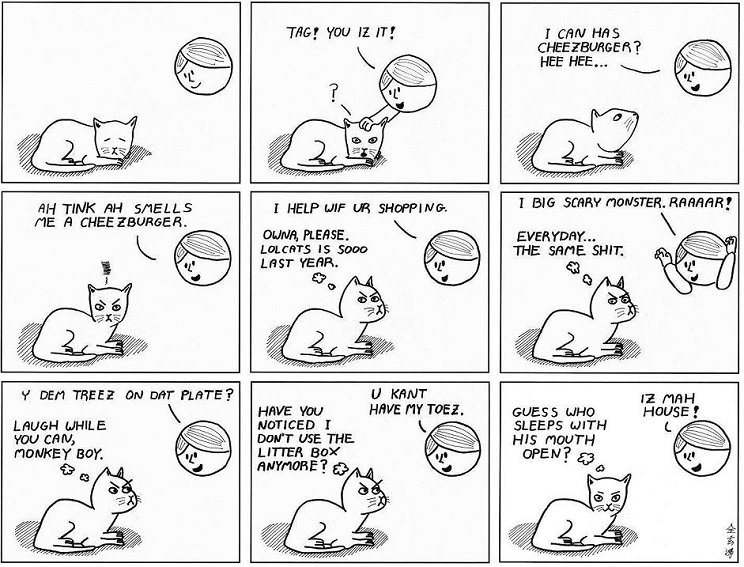 TAG! YOU IZ IT!
?
I CAN HAS
CHEEZBURGER?
HEE HEE...
AH TINK AH SMELLS
ME A CHEEZBURGER.
I HELP WIF UR SHOPPING.
OWNA, PLEASE.
LOLCATS IS SOOO
LAST YEAR.
I BIG SCARY MONSTER. RAAAAR!
EVERYDAY...
THE SAME SHIT.
Y DEM TREEZ ON DAT PLATE?
LAUGH WHILE
YOU CAN,
MONKEY BOY.
U KANT
HAVE MY TOEZ.
HAVE YOU
NOTICED I
DON'T USE THE
LITTER BOX
ANYMORE?
IZ MAH
HOUSE!
GUESS WHO
SLEEPS WITH
HIS MOUTH
OPEN?